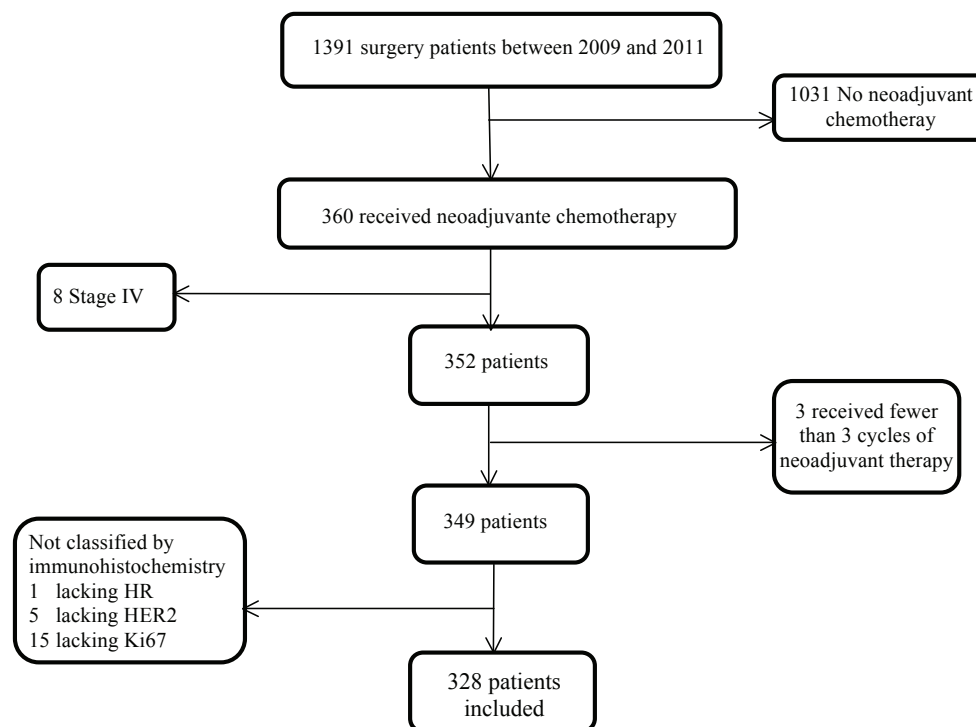 1391 surgery patients between 2009 and 2011
1031 No neoadjuvant
chemotheray
360 received neoadjuvante chemotherapy
8 Stage IV
352 patients
3 received fewer
than 3 cycles of
neoadjuvant therapy
349 patients
Not classified by
immunohistochemistry
1 lacking HR
5 lacking HER2
15 lacking Ki67
328 patients
included